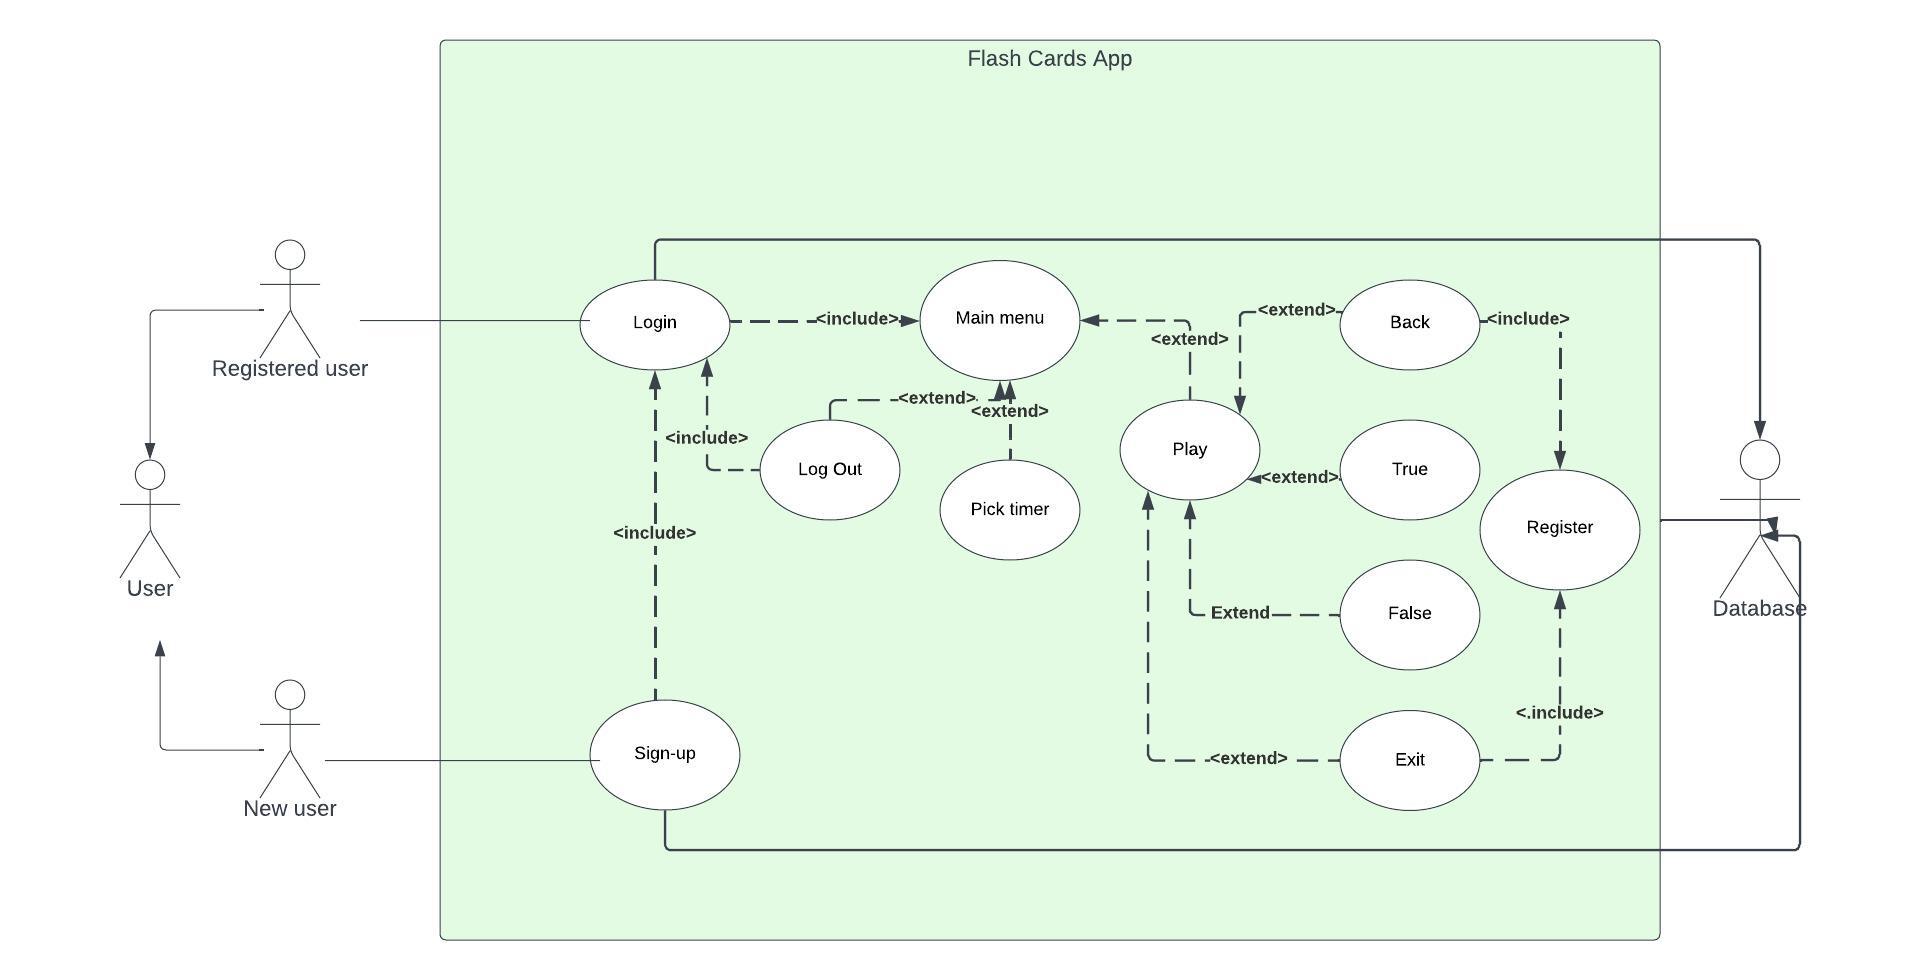 Flash Cards App
Registered user
User
New user
Login
<include>
Main menu
<extend>
<extend>
Back
<include>
<extend>
<extend>
<include>
Log Out
Pick timer
Play
<extend>
True
Register
<include>
Extend
False
Database
<.include>
Sign-up
<extend>
Exit